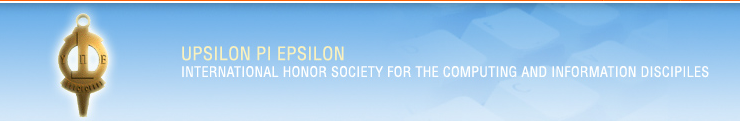 UPSILON PI EPSILON
INTERNATIONAL HONOR SOCIETY FOR THE COMPUTING AND INFORMATION DISCIPILES
Υ Π Ε